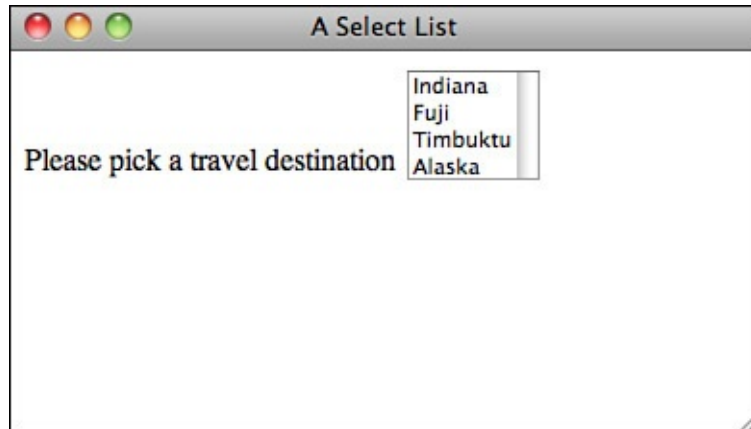 A Select List
Indiana
Fuji
Timbuktu
Please pick a travel destination Alaska